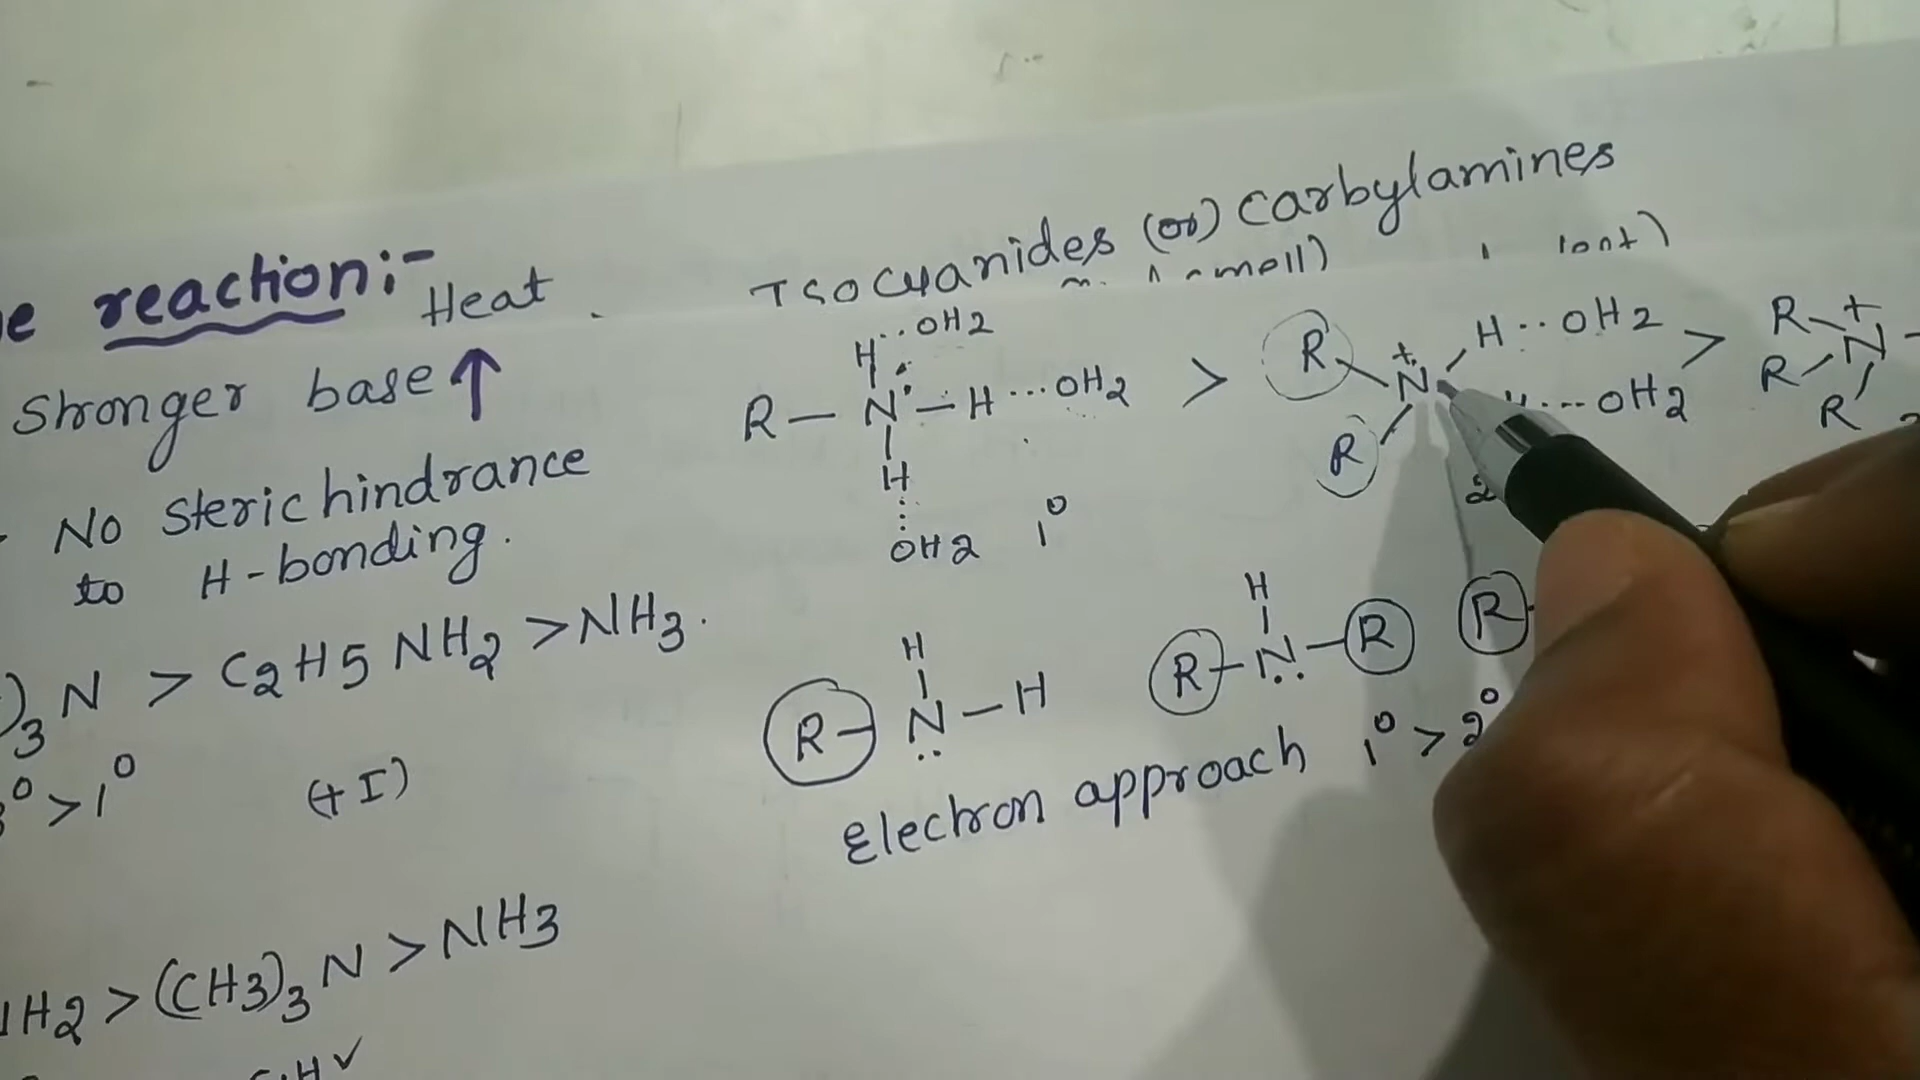 e reaction:-
Heat
Isocyanides (or) carbylamines
Stronger base ↑
No Steric hindrance
to H-bonding.
H...OH2
R-N-H...OH2
H
OH2 1°
>
R
R
+
N
H...OH2
...OH2
>
R
R
R
+
N
)3N > C2H5NH2 > NH3.
° > 1° (+I)
H
R-N-H
H
R-N-R
R
Electron approach 1° > 2°
H2 > (CH3)3N > NH3